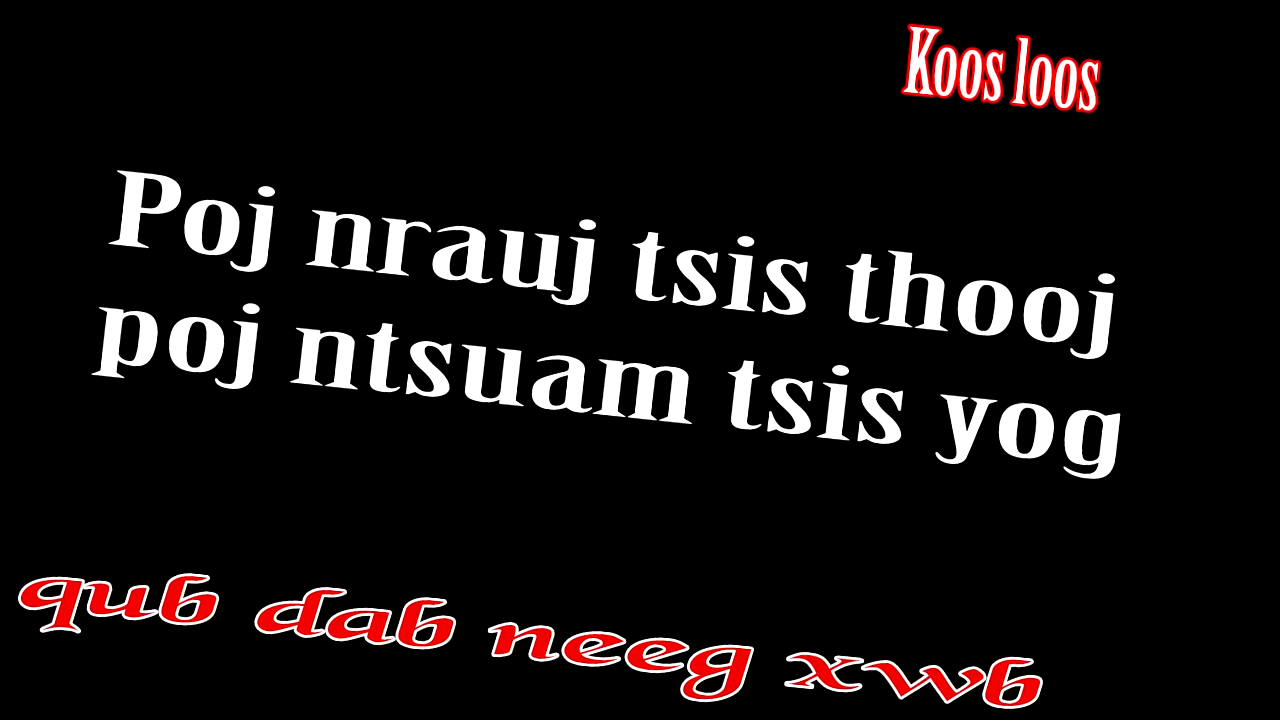 Koos loos
Poj nrauj tsis thooj
poj ntsuam tsis yog
qub dab neeg xwb